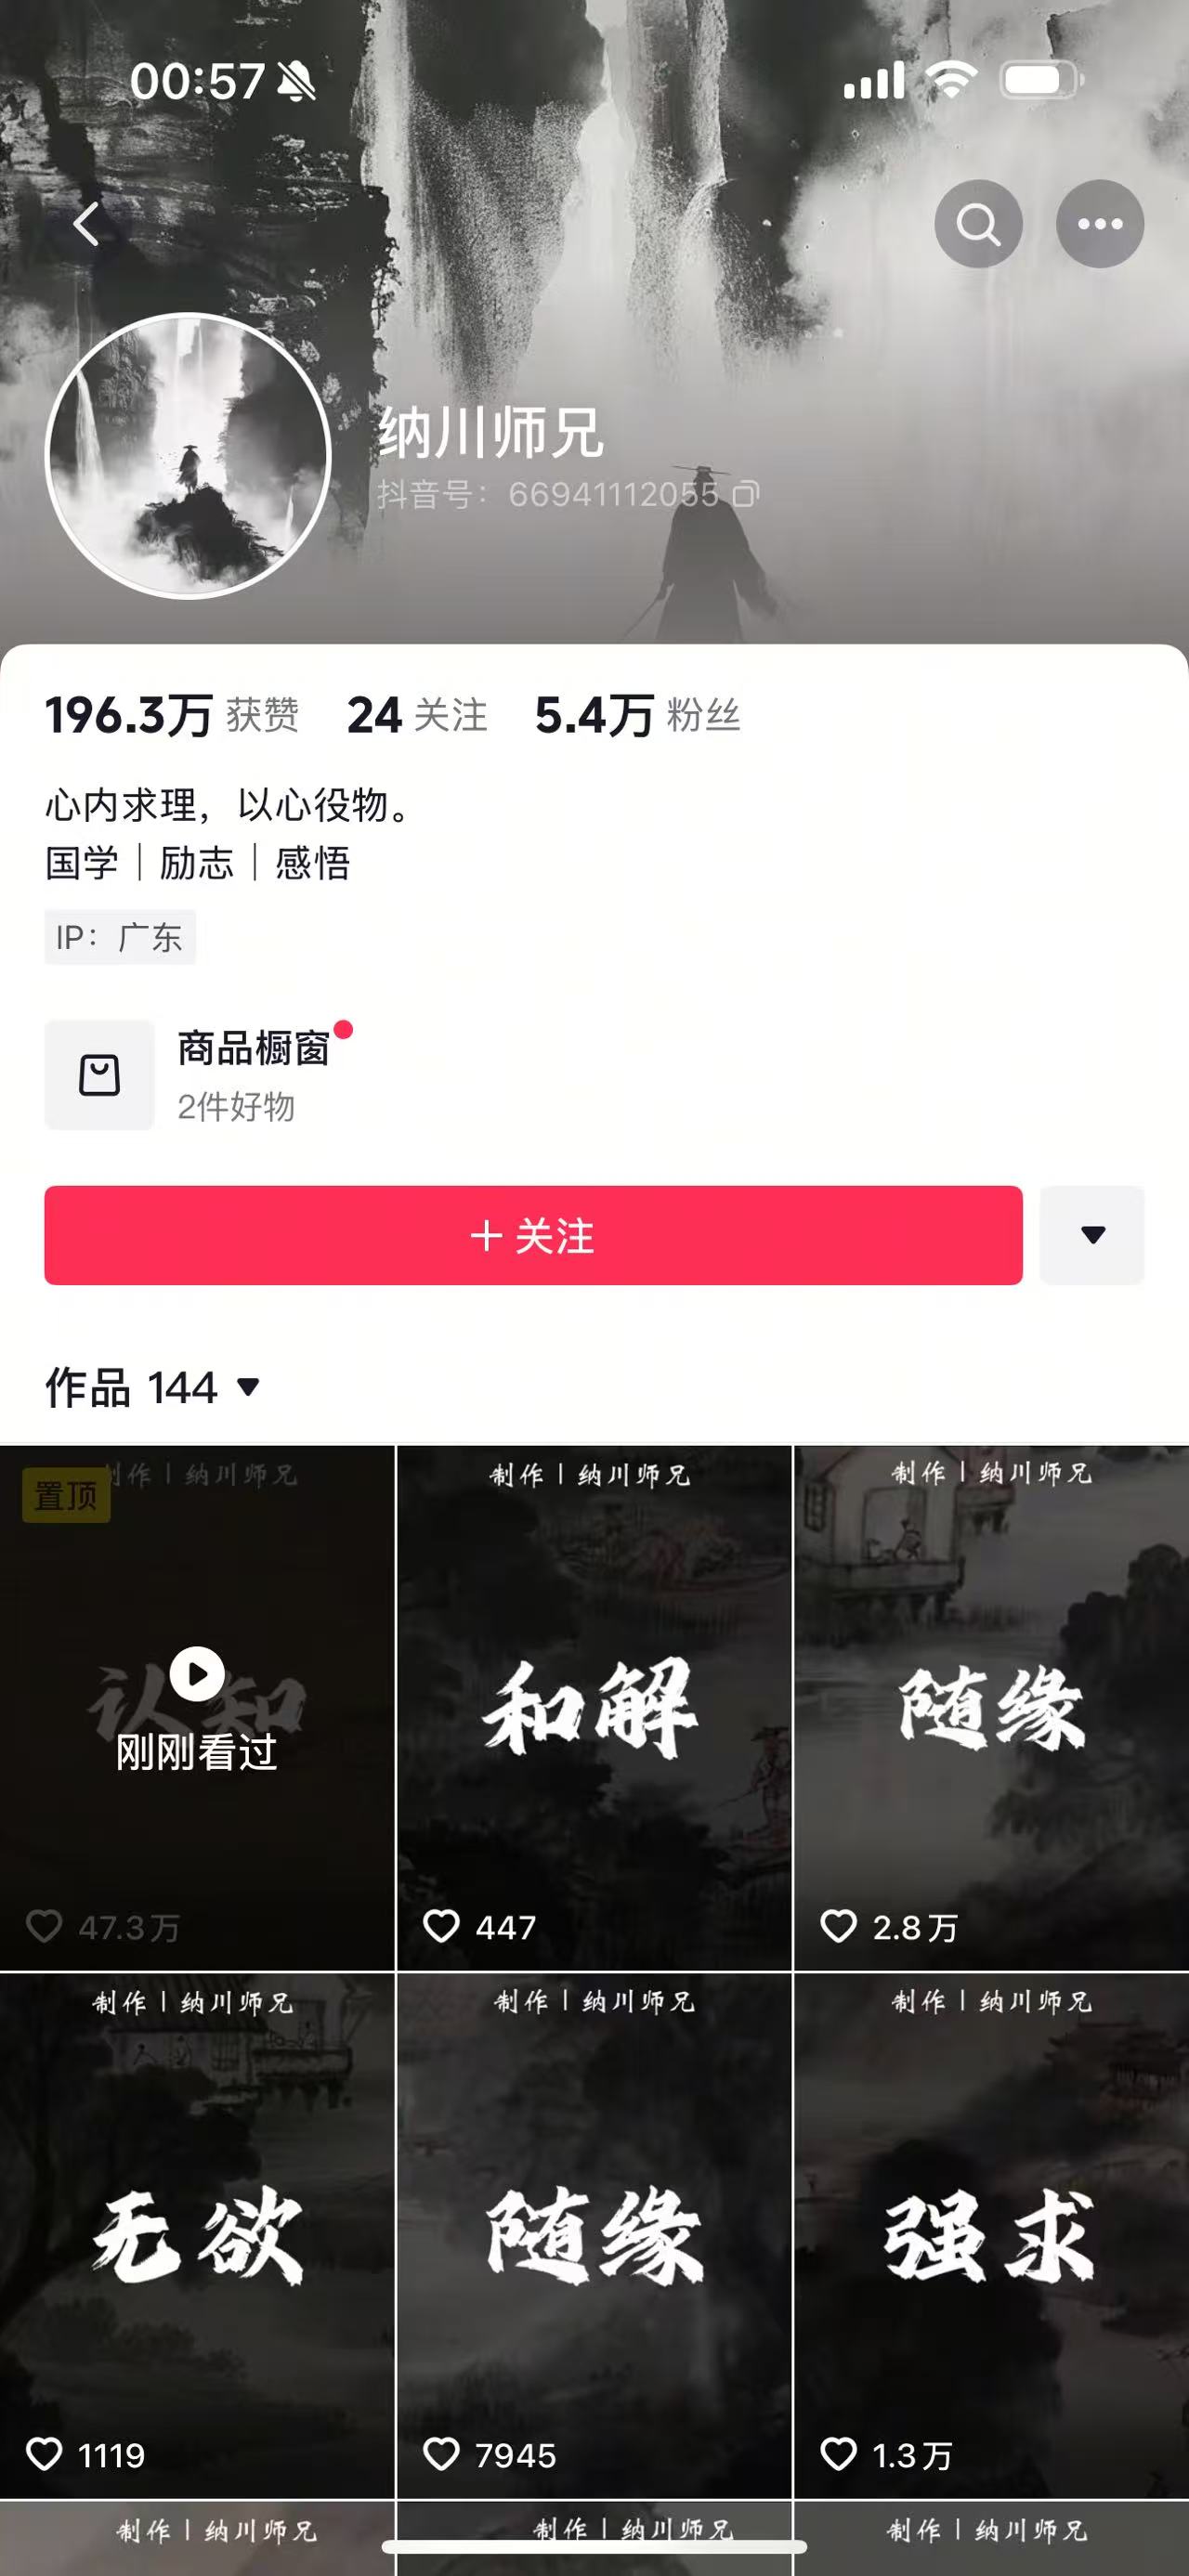 00:57
纳川师兄
抖音号：66941112055
196.3万 获赞 24 关注 5.4万 粉丝
心内求理，以心役物。
国学｜励志｜感悟
IP：广东
商品橱窗
2件好物
＋关注
作品 144
置顶
制作｜纳川师兄
认知
刚刚看过
47.3万
制作｜纳川师兄
和解
447
制作｜纳川师兄
随缘
2.8万
制作｜纳川师兄
无欲
1119
制作｜纳川师兄
随缘
7945
制作｜纳川师兄
强求
1.3万
制作｜纳川师兄
制作｜纳川师兄
制作｜纳川师兄